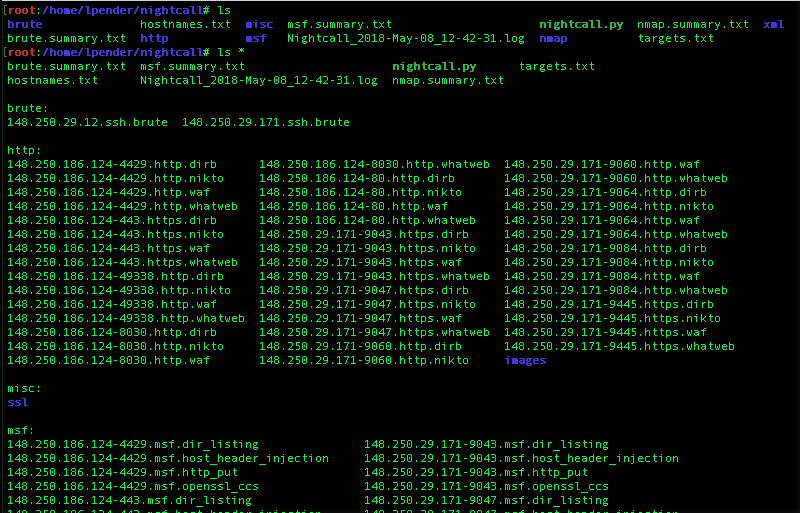 [root:/home/lpender/nightcall# ls
brute hostnames.txt misc msf.summary.txt nightcall.py nmap.summary.txt xml
brute.summary.txt http msf Nightcall_2018-May-08_12-42-31.log nmap targets.txt
[root:/home/lpender/nightcall# ls *
brute.summary.txt msf.summary.txt nightcall.py targets.txt
hostnames.txt Nightcall_2018-May-08_12-42-31.log nmap.summary.txt
brute:
148.250.29.12.ssh.brute 148.250.29.171.ssh.brute
http:
148.250.186.124-4429.http.dirb 148.250.186.124-8030.http.whatweb 148.250.29.171-9060.http.waf
148.250.186.124-4429.http.nikto 148.250.186.124-80.http.dirb 148.250.29.171-9060.http.whatweb
148.250.186.124-4429.http.waf 148.250.186.124-80.http.nikto 148.250.29.171-9064.http.dirb
148.250.186.124-4429.http.whatweb 148.250.186.124-80.http.waf 148.250.29.171-9064.http.nikto
148.250.186.124-443.https.dirb 148.250.186.124-80.http.whatweb 148.250.29.171-9064.http.waf
148.250.186.124-443.https.nikto 148.250.29.171-9043.https.dirb 148.250.29.171-9064.http.whatweb
148.250.186.124-443.https.waf 148.250.29.171-9043.https.nikto 148.250.29.171-9084.http.dirb
148.250.186.124-443.https.whatweb 148.250.29.171-9043.https.waf 148.250.29.171-9084.http.nikto
148.250.186.124-49338.http.dirb 148.250.29.171-9043.https.whatweb 148.250.29.171-9084.http.waf
148.250.186.124-49338.http.nikto 148.250.29.171-9047.https.dirb 148.250.29.171-9084.http.whatweb
148.250.186.124-49338.http.waf 148.250.29.171-9047.https.nikto 148.250.29.171-9445.https.dirb
148.250.186.124-49338.http.whatweb 148.250.29.171-9047.https.waf 148.250.29.171-9445.https.nikto
148.250.186.124-8030.http.dirb 148.250.29.171-9047.https.whatweb 148.250.29.171-9445.https.waf
148.250.186.124-8030.http.nikto 148.250.29.171-9060.http.dirb 148.250.29.171-9445.https.whatweb
148.250.186.124-8030.http.waf 148.250.29.171-9060.http.nikto images
misc:
ssl
msf:
148.250.186.124-4429.msf.dir_listing 148.250.29.171-9043.msf.dir_listing
148.250.186.124-4429.msf.host_header_injection 148.250.29.171-9043.msf.host_header_injection
148.250.186.124-4429.msf.http_put 148.250.29.171-9043.msf.http_put
148.250.186.124-4429.msf.openssl_ccs 148.250.29.171-9043.msf.openssl_ccs
148.250.186.124-443.msf.dir_listing 148.250.29.171-9047.msf.dir_listing
148.250.186.124-443.msf.host_header_injection 148.250.29.171-9047.msf.host_header_injection